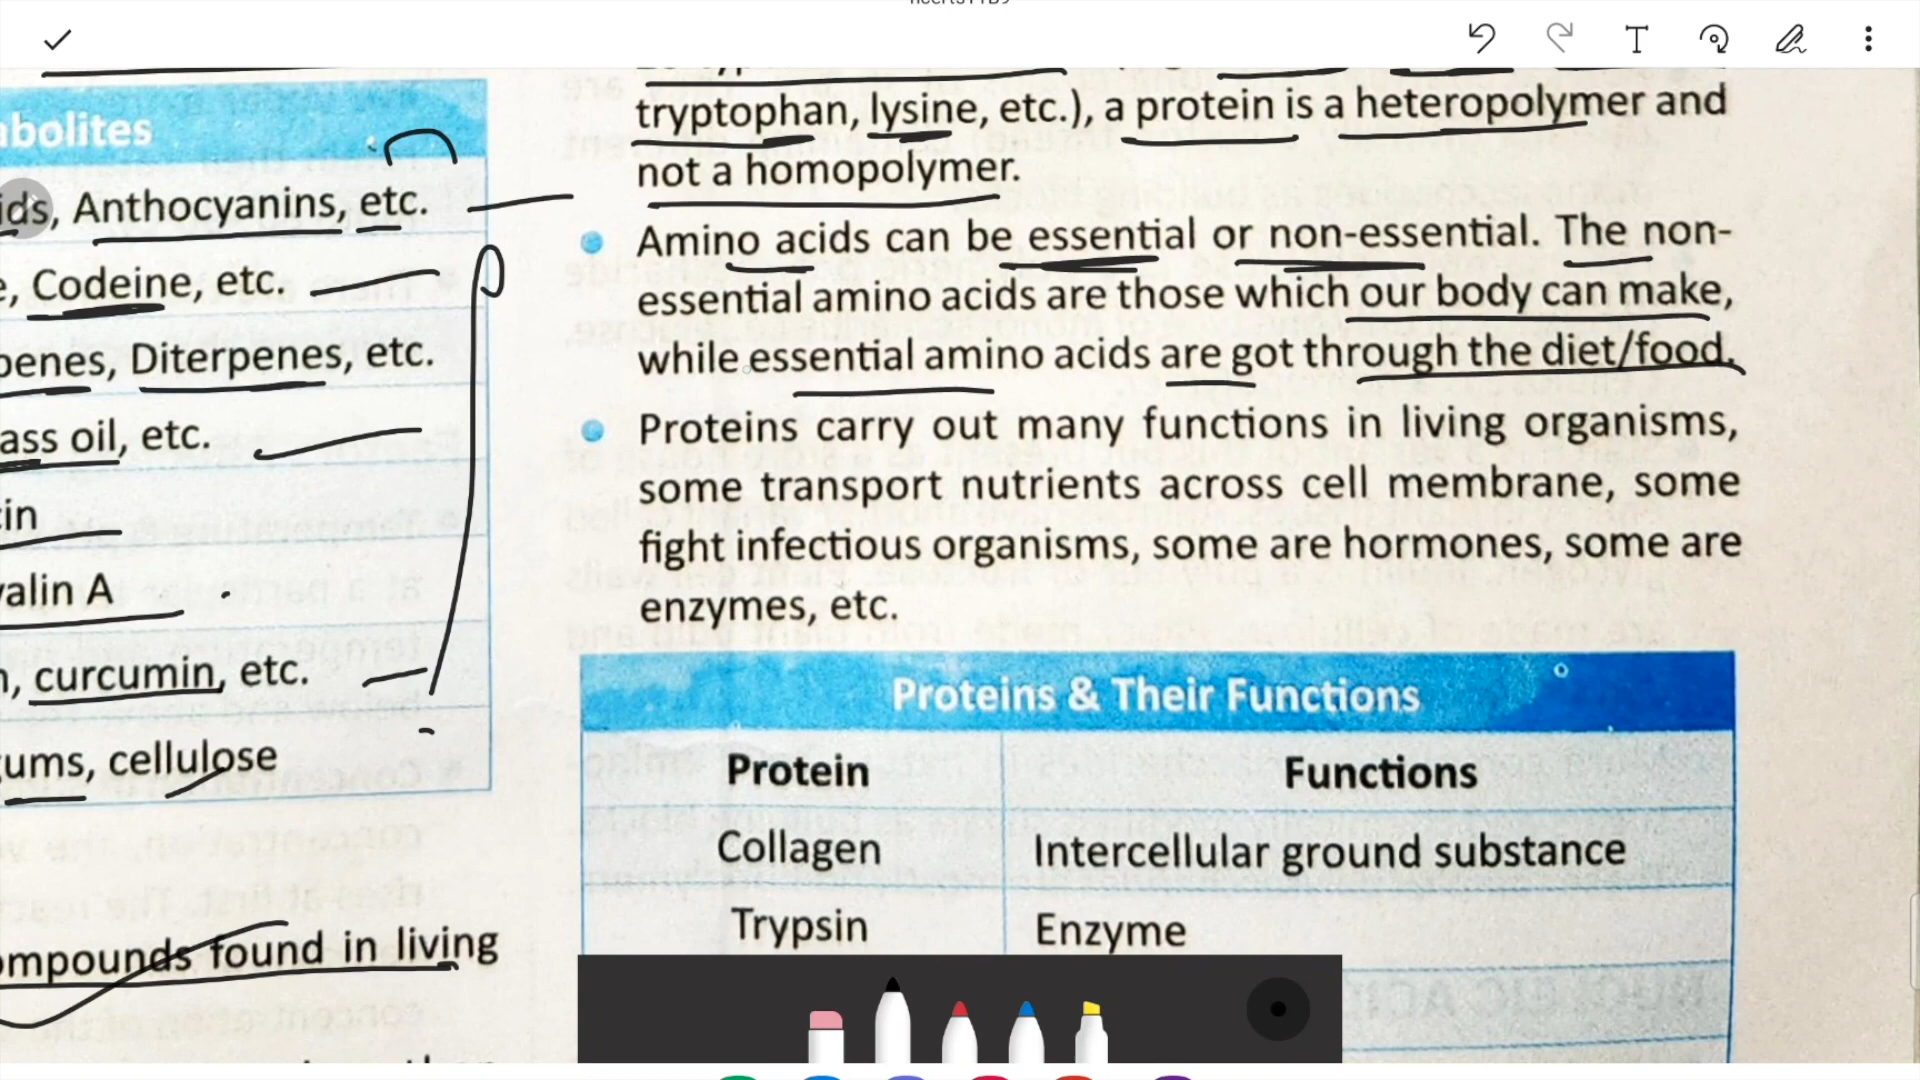 abolites
ids, Anthocyanins, etc.
e, Codeine, etc.
penes, Diterpenes, etc.
ass oil, etc.
in
valin A
, curcumin, etc.
ums, cellulose
ompounds found in living
tryptophan, lysine, etc.), a protein is a heteropolymer and
not a homopolymer.
Amino acids can be essential or non-essential. The non-
essential amino acids are those which our body can make,
while essential amino acids are got through the diet/food.
Proteins carry out many functions in living organisms,
some transport nutrients across cell membrane, some
fight infectious organisms, some are hormones, some are
enzymes, etc.
Proteins & Their Functions
Protein Functions
Collagen Intercellular ground substance
Trypsin Enzyme